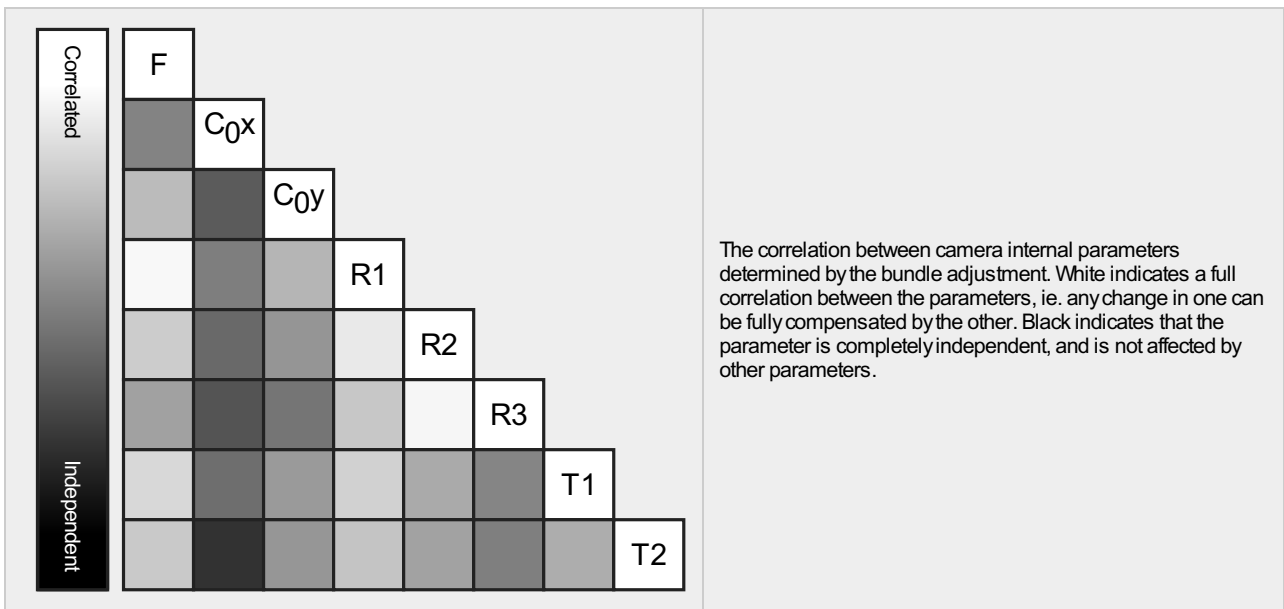 Correlated
Independent
F
C0x
C0y
R1
R2
R3
T1
T2
The correlation between camera internal parameters
determined by the bundle adjustment. White indicates a full
correlation between the parameters, ie. any change in one can
be fully compensated by the other. Black indicates that the
parameter is completely independent, and is not affected by
other parameters.